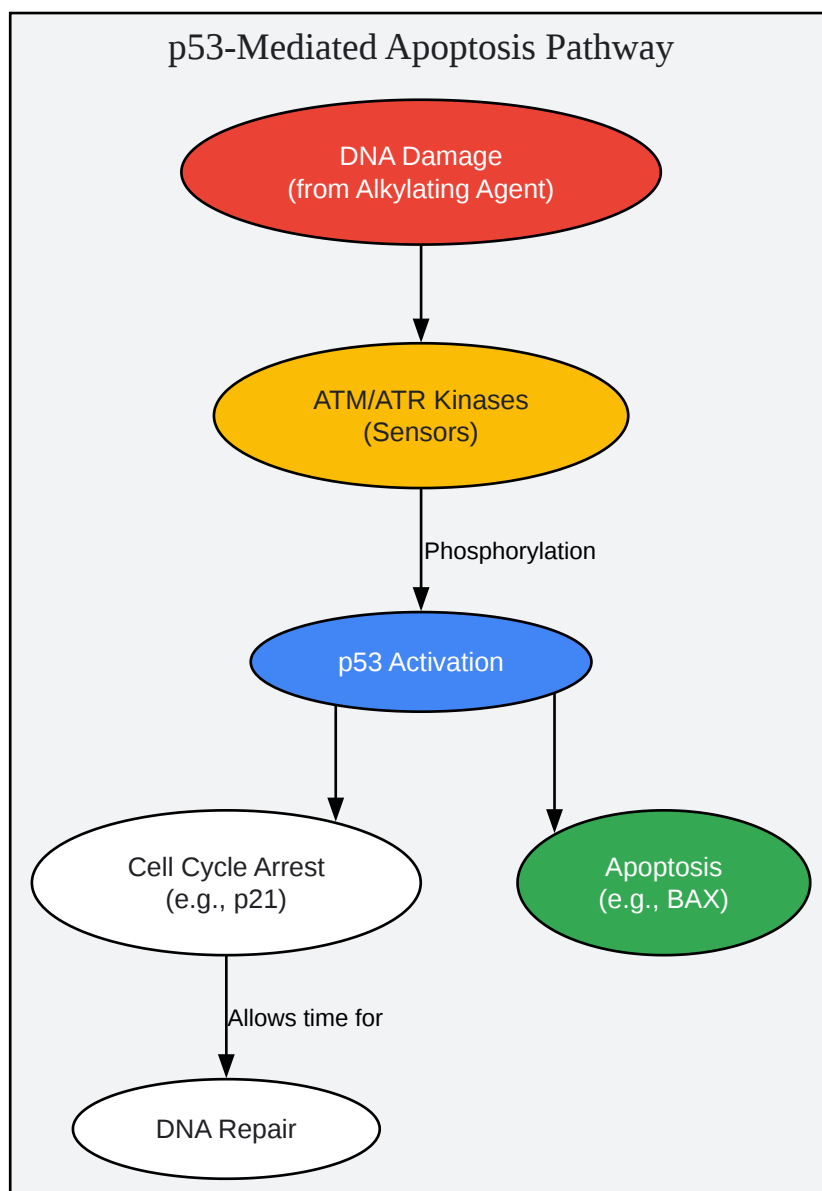 p53-Mediated Apoptosis Pathway
DNA Damage
(from Alkylating Agent)
ATM/ATR Kinases
(Sensors)
Phosphorylation
p53 Activation
Cell Cycle Arrest
(e.g., p21)
Apoptosis
(e.g., BAX)
Allows time for
DNA Repair